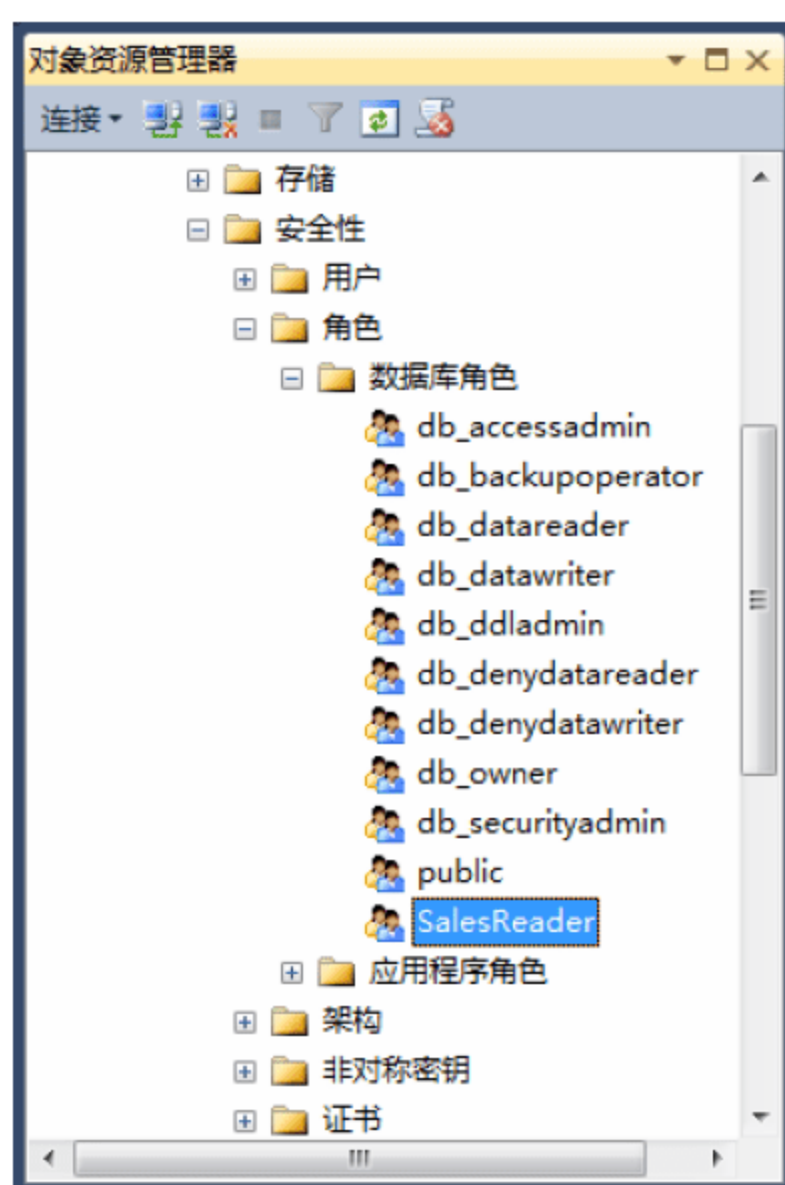 对象资源管理器
连接
存储
安全性
用户
角色
数据库角色
db_accessadmin
db_backupoperator
db_datareader
db_datawriter
db_ddladmin
db_denydatareader
db_denydatawriter
db_owner
db_securityadmin
public
SalesReader
应用程序角色
架构
非对称密钥
证书